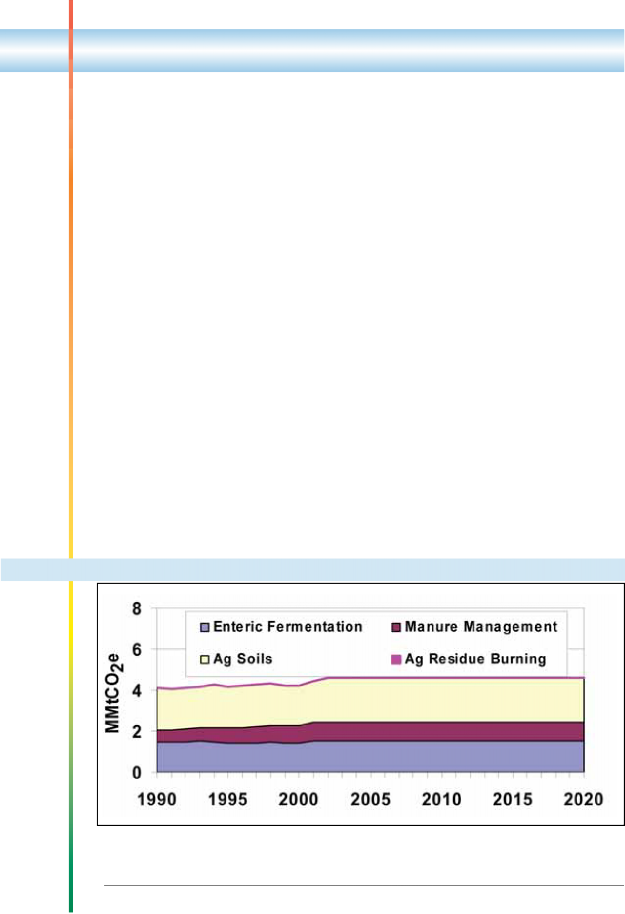 8
Enteric Fermentation Manure Management
6
Ag Soils Ag Residue Burning
MMtCO2e
4
2
0
1990 1995 2000 2005 2010 2015 2020